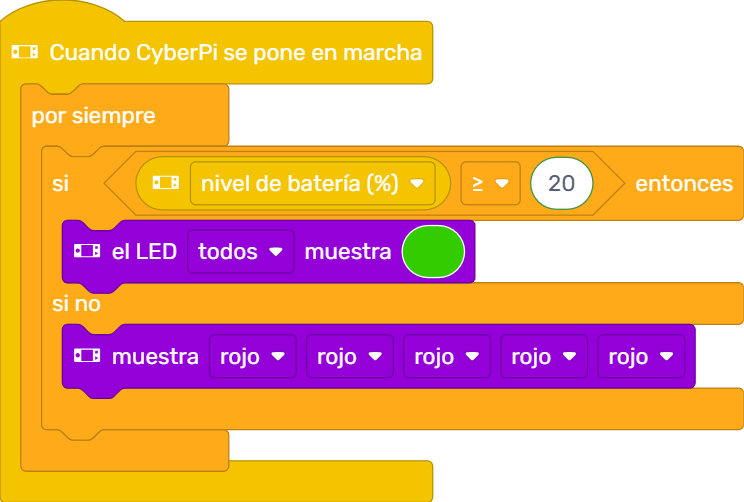 Cuando CyberPi se pone en marcha
por siempre
si nivel de batería (%) ≥ 20 entonces
el LED todos muestra
si no
muestra rojo rojo rojo rojo rojo